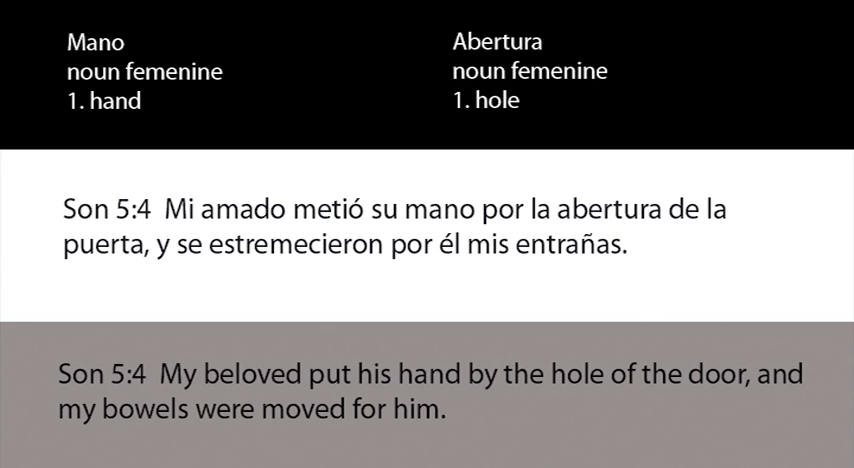 Mano
noun femenine
1. hand
Abertura
noun femenine
1. hole
Son 5:4 Mi amado metió su mano por la abertura de la
puerta, y se estremecieron por él mis entrañas.
Son 5:4 My beloved put his hand by the hole of the door, and
my bowels were moved for him.